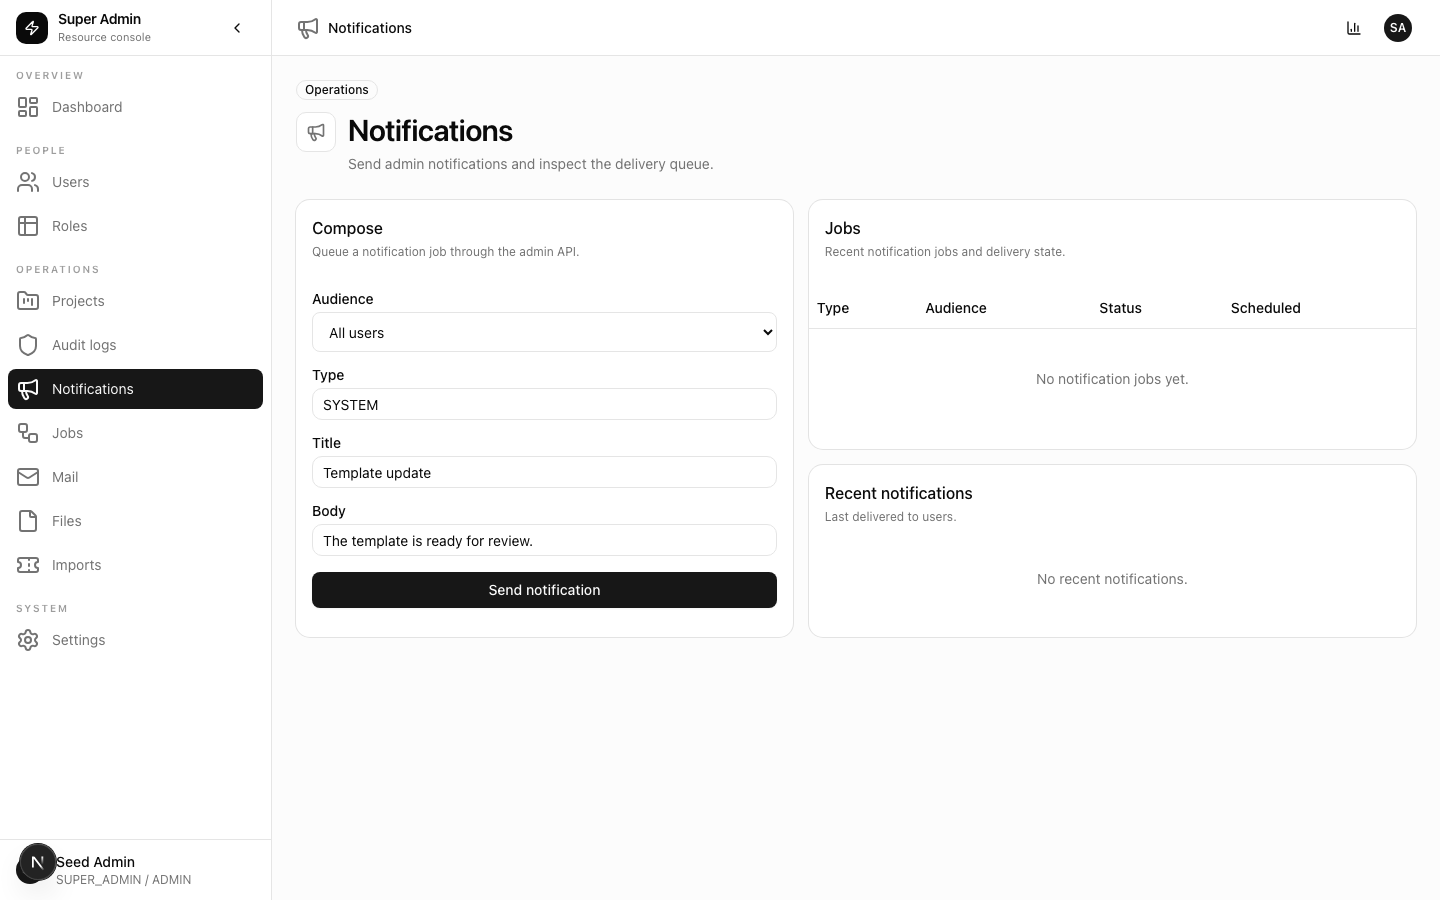 Super Admin
Resource console
OVERVIEW
Dashboard
PEOPLE
Users
Roles
OPERATIONS
Projects
Audit logs
Notifications
Jobs
Mail
Files
Imports
SYSTEM
Settings
N
Seed Admin
SUPER_ADMIN / ADMIN
Notifications
SA
Operations
Notifications
Send admin notifications and inspect the delivery queue.
Compose
Queue a notification job through the admin API.
Audience
All users
Type
SYSTEM
Title
Template update
Body
The template is ready for review.
Send notification
Jobs
Recent notification jobs and delivery state.
Type Audience Status Scheduled
No notification jobs yet.
Recent notifications
Last delivered to users.
No recent notifications.